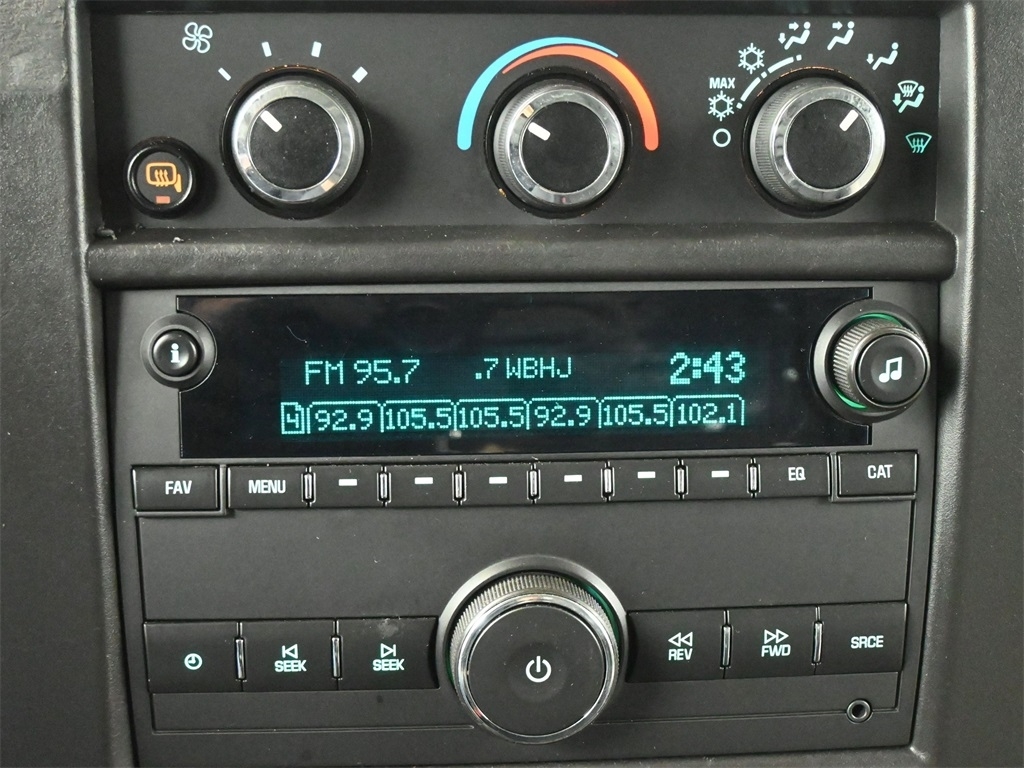 MAX
FM 95.7 .7 WBHJ 2:43
4 92.9 105.5 105.5 92.9 105.5 102.1
i
FAV MENU EQ CAT
SEEK SEEK REV FWD SRCE